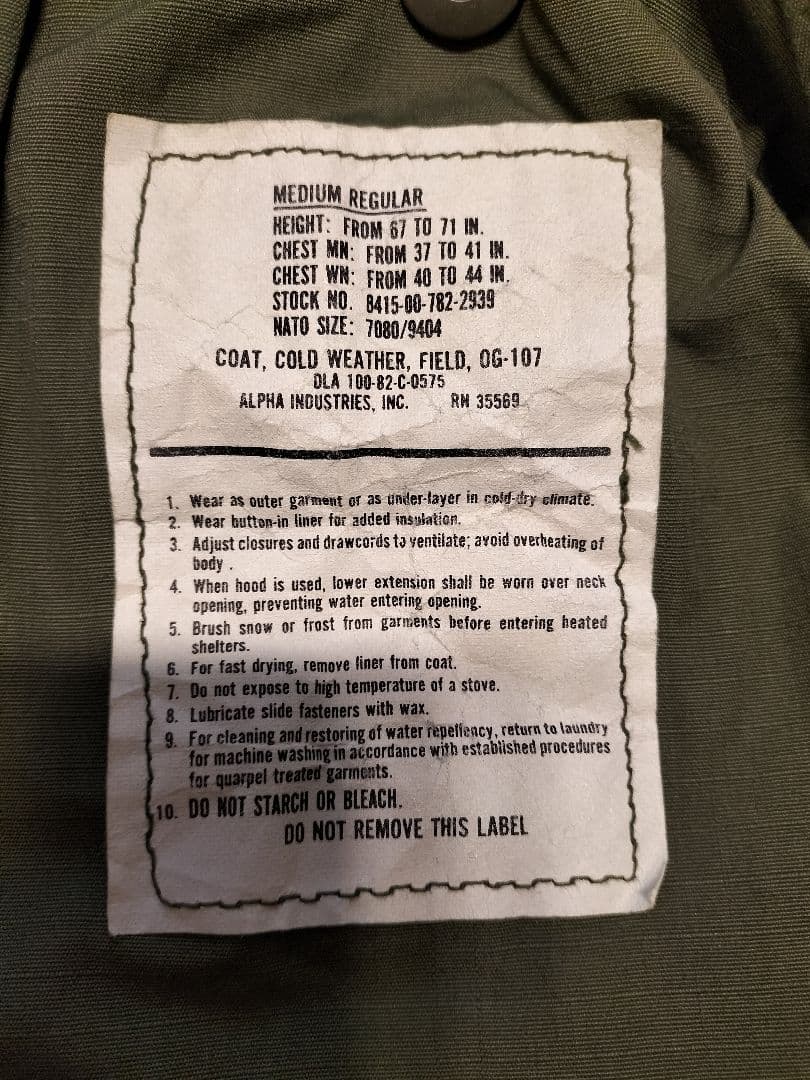 MEDIUM REGULAR
HEIGHT: FROM 67 TO 71 IN.
CHEST MN: FROM 37 TO 41 IN.
CHEST WN: FROM 40 TO 44 IN.
STOCK NO. 8415-00-782-2939
NATO SIZE: 7080/9404
COAT, COLD WEATHER, FIELD, OG-107
DLA 100-82-C-0575
ALPHA INDUSTRIES, INC. RN 35569
1. Wear as outer garment or as under-layer in cold-dry climate.
2. Wear button-in liner for added insulation.
3. Adjust closures and drawcords to ventilate; avoid overheating of
body .
4. When hood is used, lower extension shall be worn over neck
opening, preventing water entering opening.
5. Brush snow or frost from garments before entering heated
shelters.
6. For fast drying, remove liner from coat.
7. Do not expose to high temperature of a stove.
8. Lubricate slide fasteners with wax.
9. For cleaning and restoring of water repellency, return to laundry
for machine washing in accordance with established procedures
for quarpel treated garments.
10. DO NOT STARCH OR BLEACH.
DO NOT REMOVE THIS LABEL